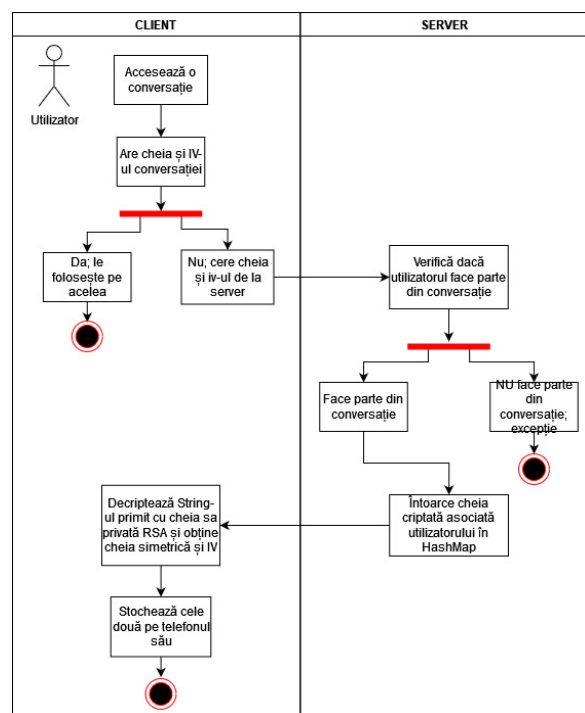 CLIENT
SERVER
Utilizator
Accesează o
conversație
Are cheia și IV-
ul conversației
Da; le
folosește pe
acelea
Nu; cere cheia
și iv-ul de la
server
Verifică dacă
utilizatorul face parte
din conversație
Face parte din
conversație
NU face parte
din
conversație;
excepție
Întoarce cheia
criptată asociată
utilizatorului în
HashMap
Decriptează String-
ul primit cu cheia sa
privată RSA și obține
cheia simetrică și IV
Stochează cele
două pe telefonul
său